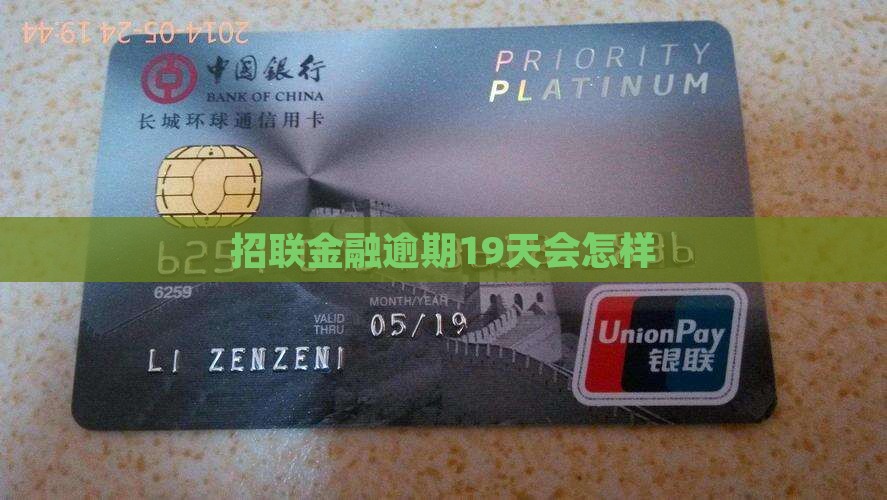 2014-05-24 19:44
中国银行
BANK OF CHINA
长城环球通信用卡
PRIORITY
PLATINUM
招联金融逾期19天会怎样
625
6259
MONTH/YEAR
VALID
THRU
05/19
LI ZENZENI
UnionPay
银联